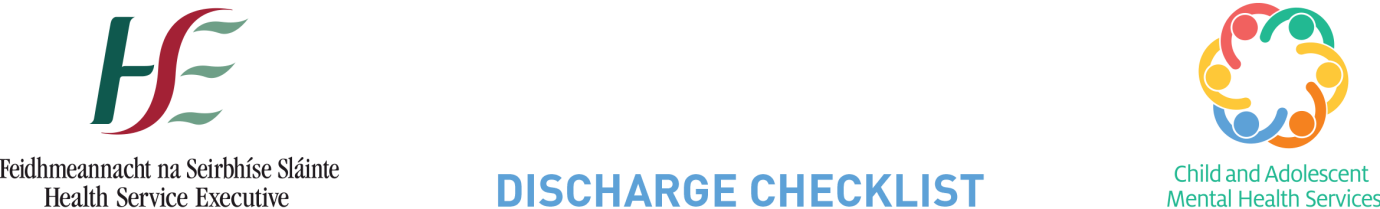 Feidhmeannacht na Seirbhíse Sláinte
Health Service Executive
DISCHARGE CHECKLIST
Child and Adolescent
Mental Health Services